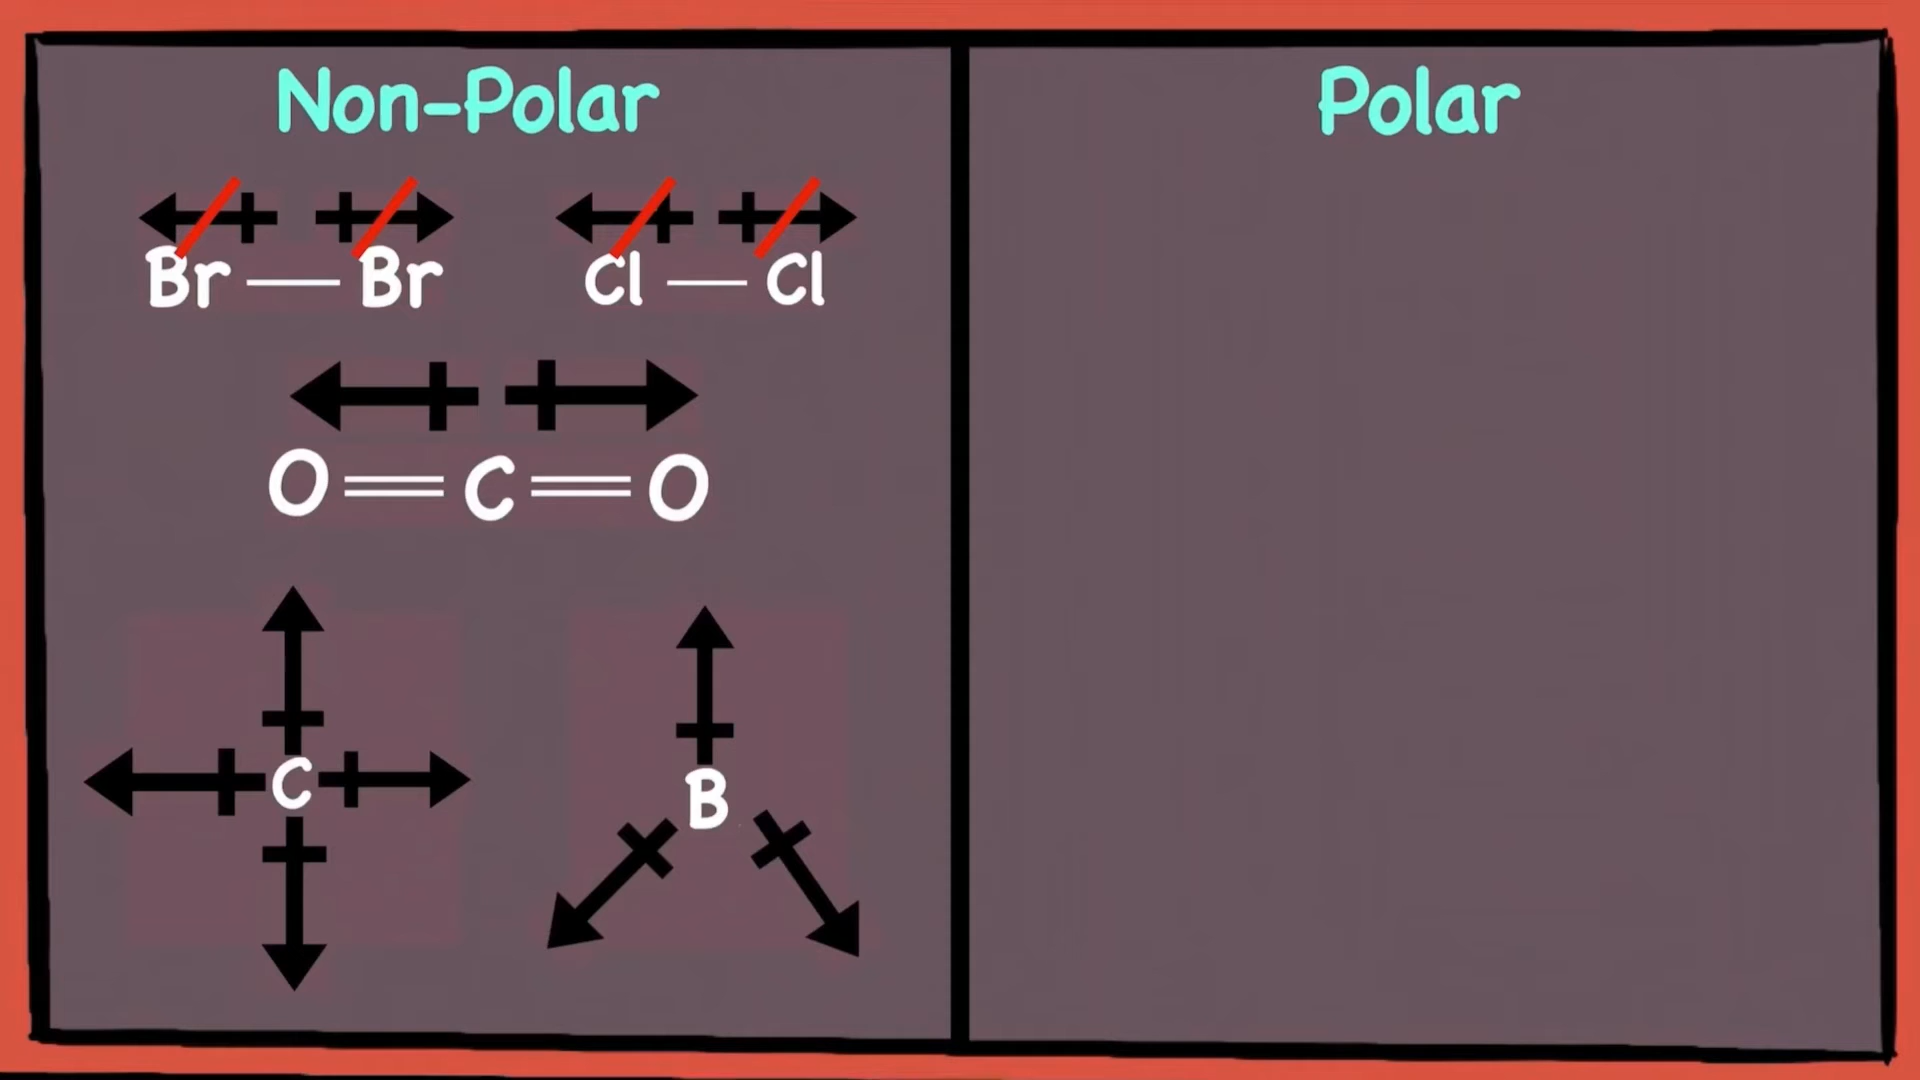 Non-Polar
Br — Br
Cl — Cl
O = C = O
C
B
Polar